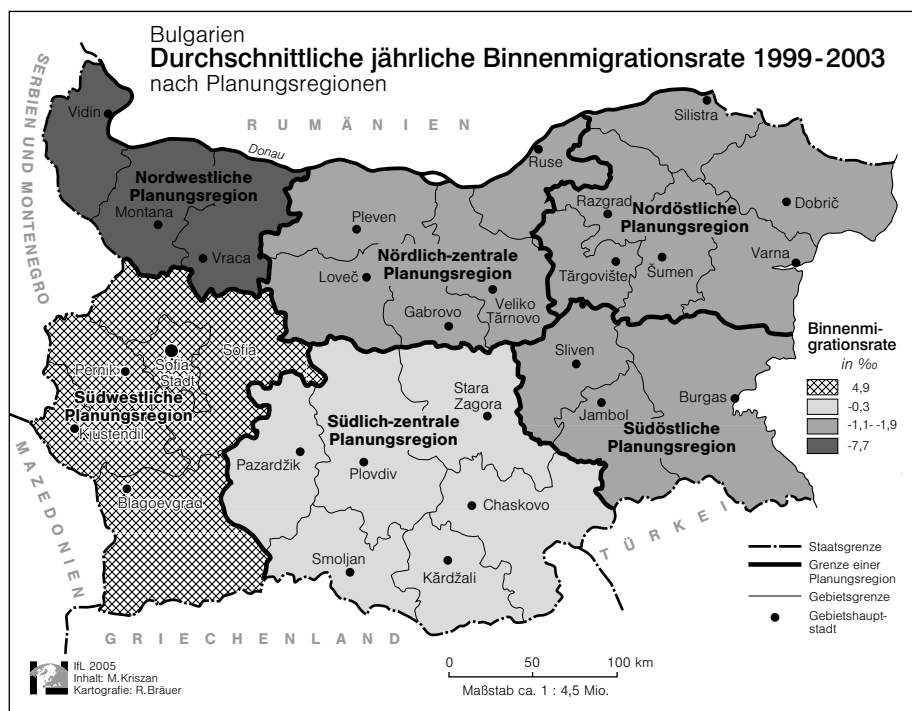 Bulgarien
Durchschnittliche jährliche Binnenmigrationsrate 1999-2003
nach Planungsregionen
SERBIEN UND MONTENEGRO
RUMÄNIEN
Donau
Vidin
Nordwestliche
Planungsregion
Montana
Vraca
Pleven
Loveč
Nördlich-zentrale
Planungsregion
Gabrovo
Veliko
Tărnovo
Ruse
Silistra
Razgrad
Nordöstliche
Planungsregion
Dobrič
Tărgovište
Šumen
Varna
Sofia
Sofia
Stadt
Pernik
Südwestliche
Planungsregion
Kjustendil
Blagoevgrad
Stara
Zagora
Südlich-zentrale
Planungsregion
Pazardžik
Plovdiv
Chaskovo
Smoljan
Kărdžali
Sliven
Jambol
Burgas
Südöstliche
Planungsregion
MAZEDONIEN
GRIECHENLAND
TÜRKEI
Binnenmi-
grationsrate
in ‰
4,9
-0,3
-1,1- -1,9
-7,7
Staatsgrenze
Grenze einer
Planungsregion
Gebietsgrenze
Gebietshaupt-
stadt
IfL 2005
Inhalt: M.Kriszan
Kartografie: R.Bräuer
0 50 100 km
Maßstab ca. 1 : 4,5 Mio.